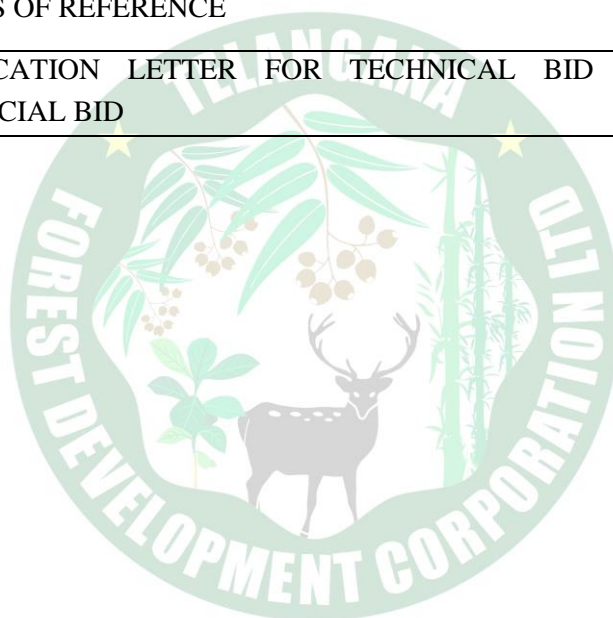 S OF REFERENCE
CATION LETTER FOR TECHNICAL BID
CIAL BID
TELANGANA
FOREST DEVELOPMENT CORPORATION LTD